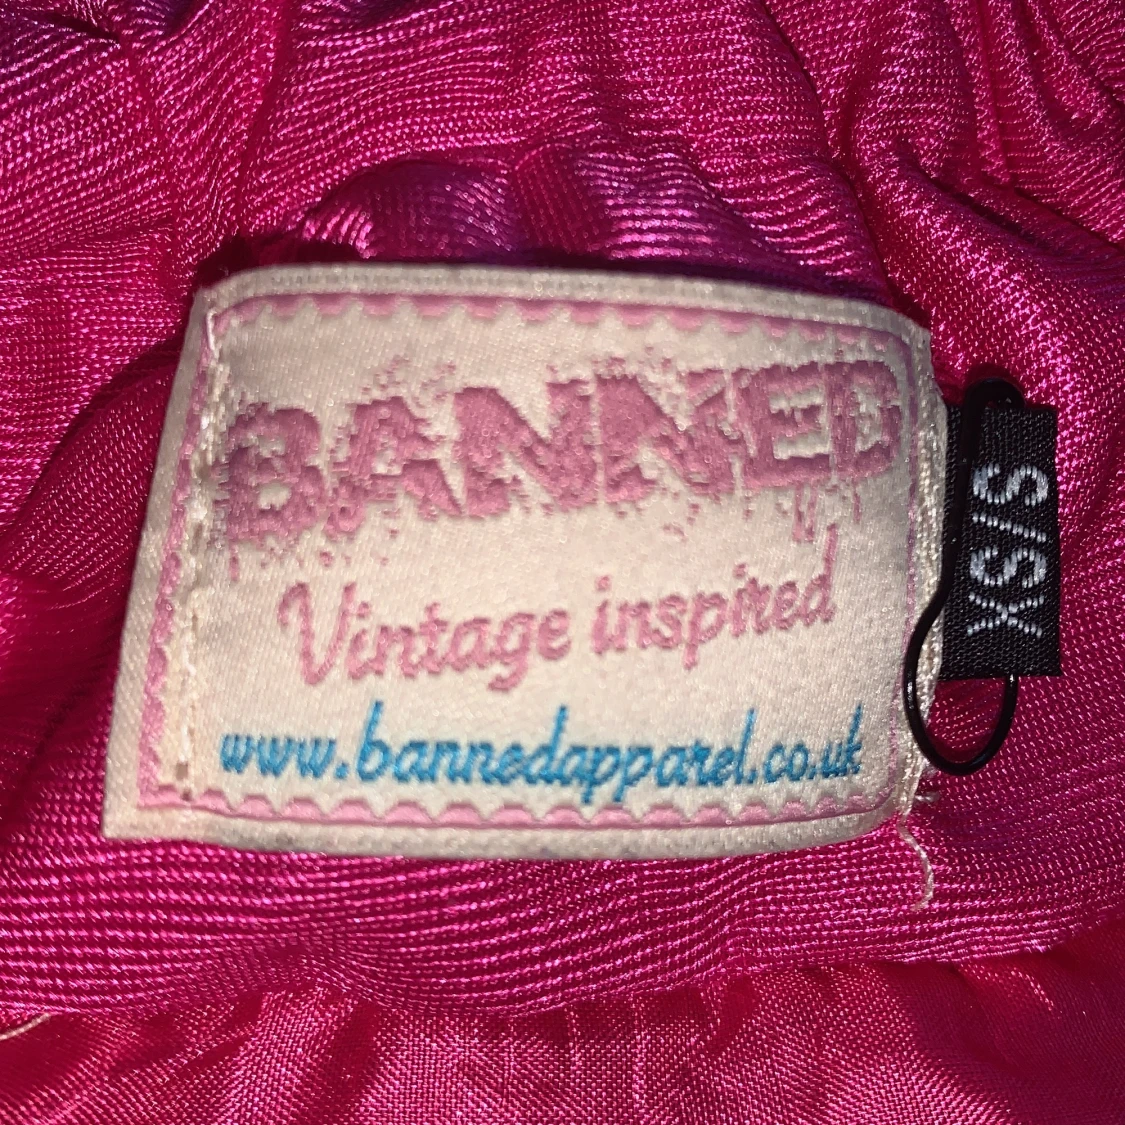 BANNED
Vintage inspired
www.bannedapparel.co.uk
XS/S